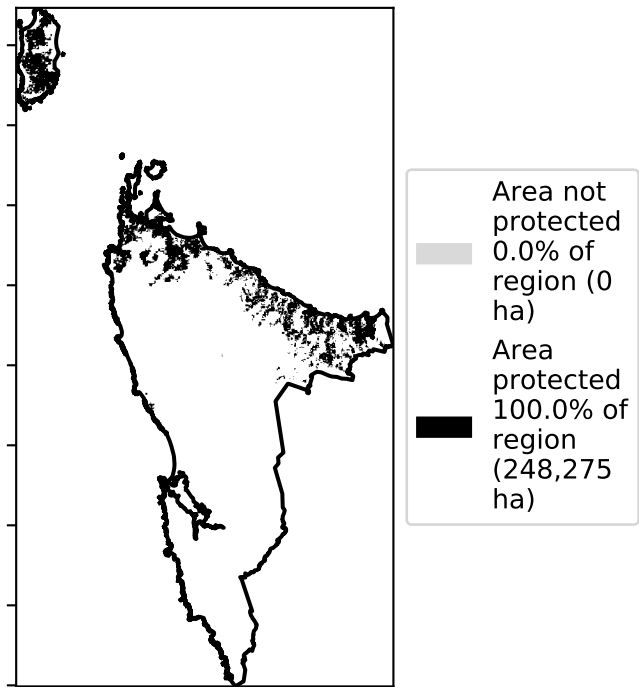 Area not
protected
0.0% of
region (0
ha)
Area
protected
100.0% of
region
(248,275
ha)